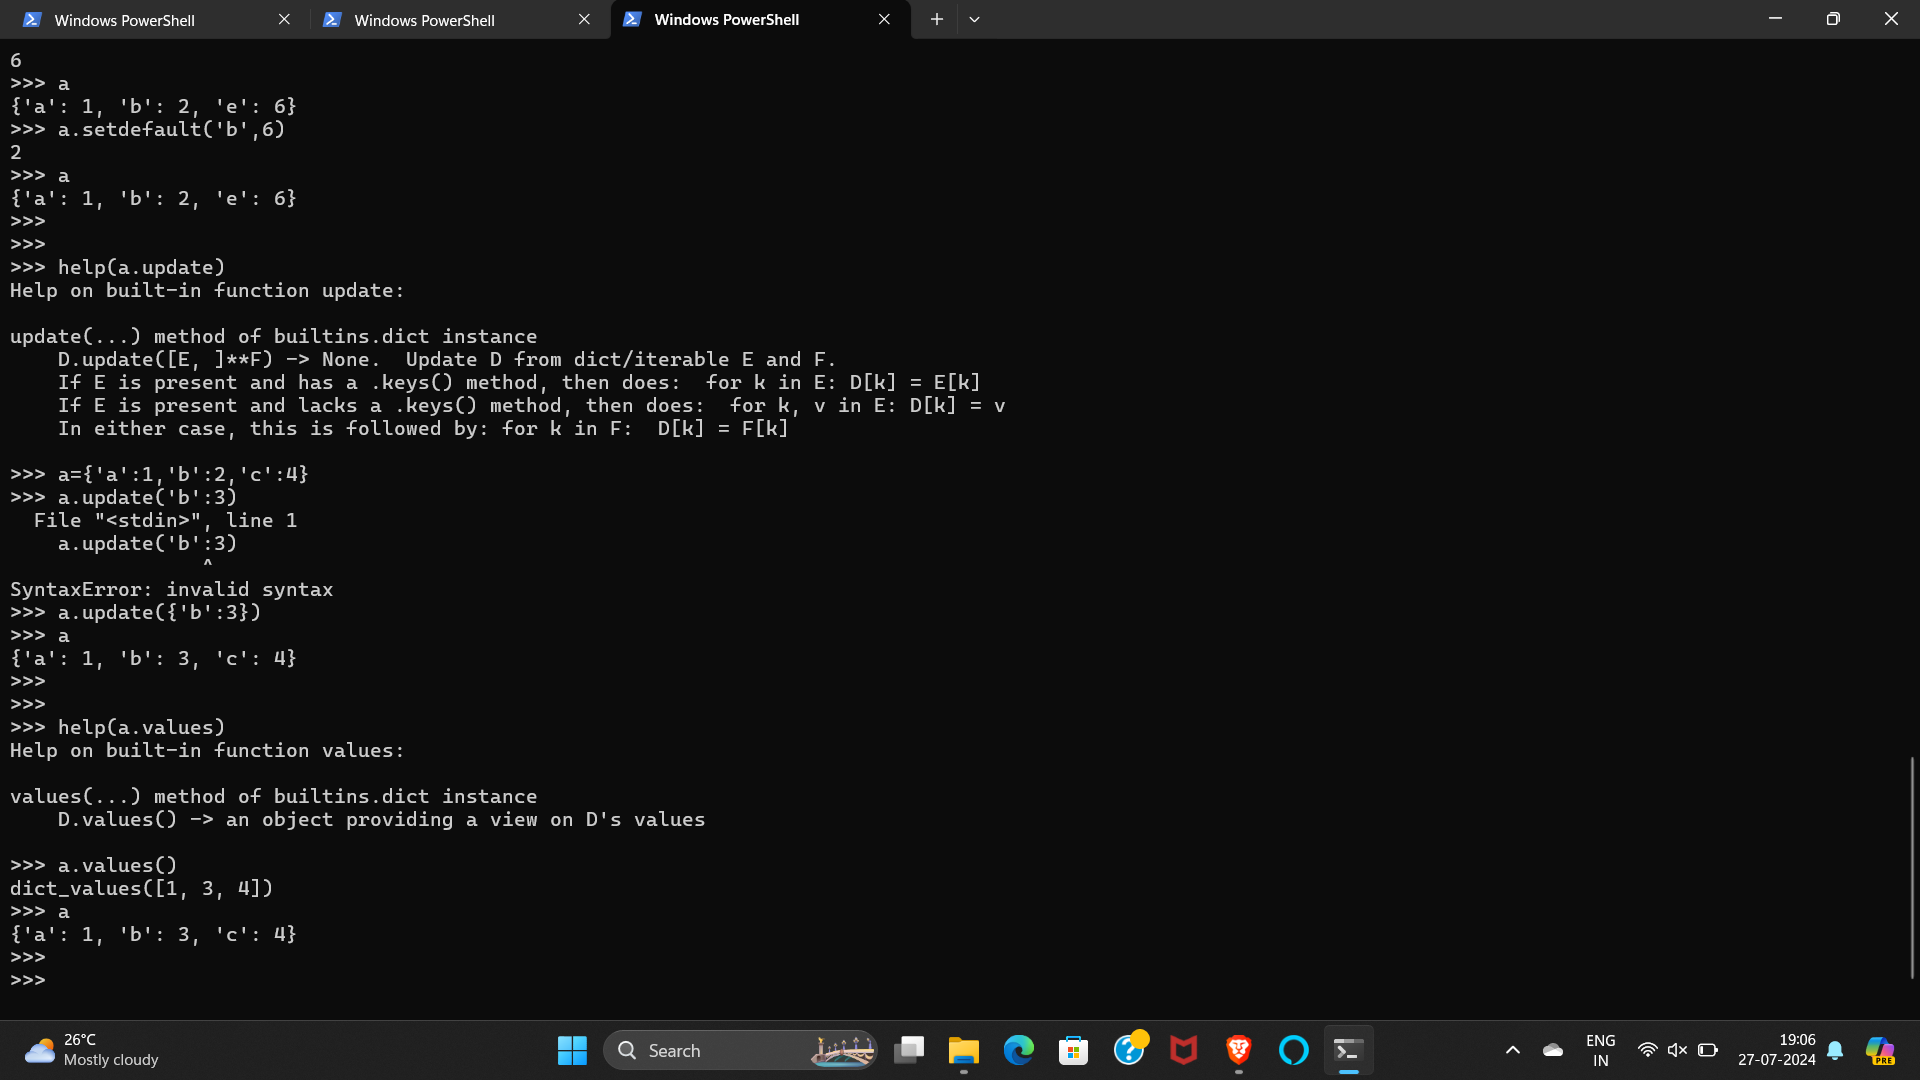 Windows PowerShell
Windows PowerShell
Windows PowerShell
6
>>> a
{'a': 1, 'b': 2, 'e': 6}
>>> a.setdefault('b',6)
2
>>> a
{'a': 1, 'b': 2, 'e': 6}
>>>
>>>
>>> help(a.update)
Help on built-in function update:
update(...) method of builtins.dict instance
    D.update([E, ]**F) -> None.  Update D from dict/iterable E and F.
    If E is present and has a .keys() method, then does:  for k in E: D[k] = E[k]
    If E is present and lacks a .keys() method, then does:  for k, v in E: D[k] = v
    In either case, this is followed by: for k in F:  D[k] = F[k]
>>> a={'a':1,'b':2,'c':4}
>>> a.update('b':3)
  File "<stdin>", line 1
    a.update('b':3)
                ^
SyntaxError: invalid syntax
>>> a.update({'b':3})
>>> a
{'a': 1, 'b': 3, 'c': 4}
>>>
>>>
>>> help(a.values)
Help on built-in function values:
values(...) method of builtins.dict instance
    D.values() -> an object providing a view on D's values
>>> a.values()
dict_values([1, 3, 4])
>>> a
{'a': 1, 'b': 3, 'c': 4}
>>>
>>>
26°C
Mostly cloudy
Search
ENG
IN
19:06
27-07-2024
PRE